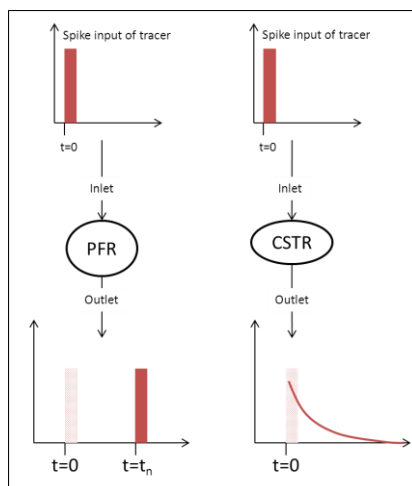 Spike input of tracer
t=0
Inlet
PFR
Outlet
t=0
t=tn
Spike input of tracer
t=0
Inlet
CSTR
Outlet
t=0